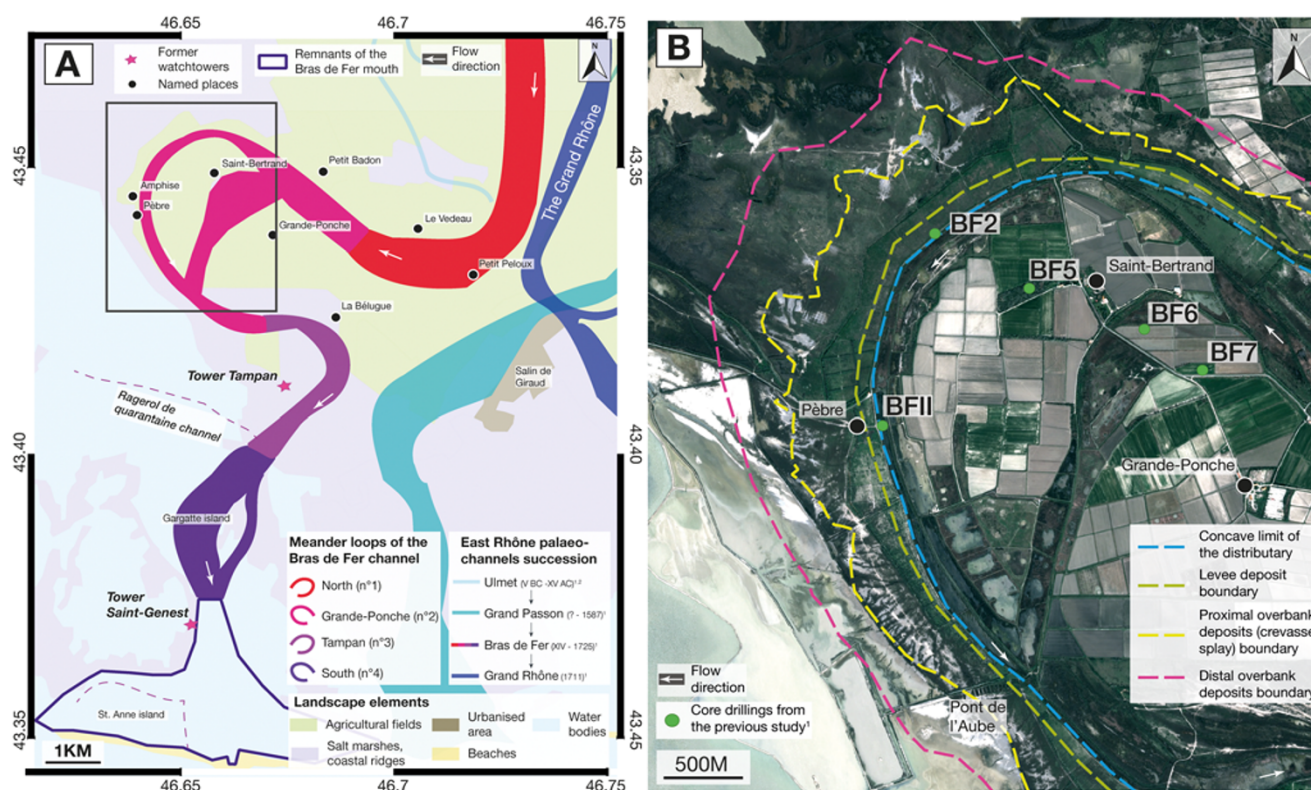 46.65
46.7
46.75
A
Former
watchtowers
Named places
Remnants of the
Bras de Fer mouth
Flow
direction
N
43.45
43.40
43.35
43.35
43.40
43.45
Saint-Bertrand
Petit Badon
Amphise
Pèbre
Grande-Ponche
Le Vedeau
Petit Peloux
The Grand Rhône
La Bélugue
Tower Tampan
Salin de
Giraud
Ragerol de
quarantaine channel
Gargatte island
Tower
Saint-Genest
St. Anne island
Meander loops of the
Bras de Fer channel
North (n°1)
Grande-Ponche (n°2)
Tampan (n°3)
South (n°4)
East Rhône palaeo-
channels succession
Ulmet (V BC -XV AC)¹·²
Grand Passon (? - 1587)¹
Bras de Fer (XIV - 1725)¹
Grand Rhône (1711)¹
Landscape elements
Agricultural fields
Salt marshes,
coastal ridges
Urbanised
area
Beaches
Water
bodies
1KM
46.65
46.7
46.75
B
N
BF2
BF5
Saint-Bertrand
BF6
BF7
Pèbre
BFII
Grande-Ponche
Pont de
l'Aube
Concave limit of
the distributary
Levee deposit
boundary
Proximal overbank
deposits (crevasse
splay) boundary
Distal overbank
deposits boundary
Flow
direction
Core drillings from
the previous study¹
500M